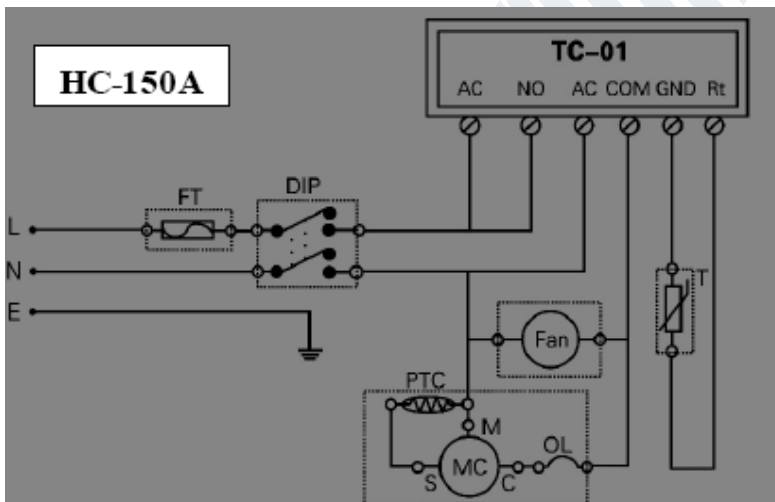 HC-150A
TC-01
AC NO AC COM GND Rt
FT DIP
L
N
E
T
Fan
PTC
M
OL
S MC C